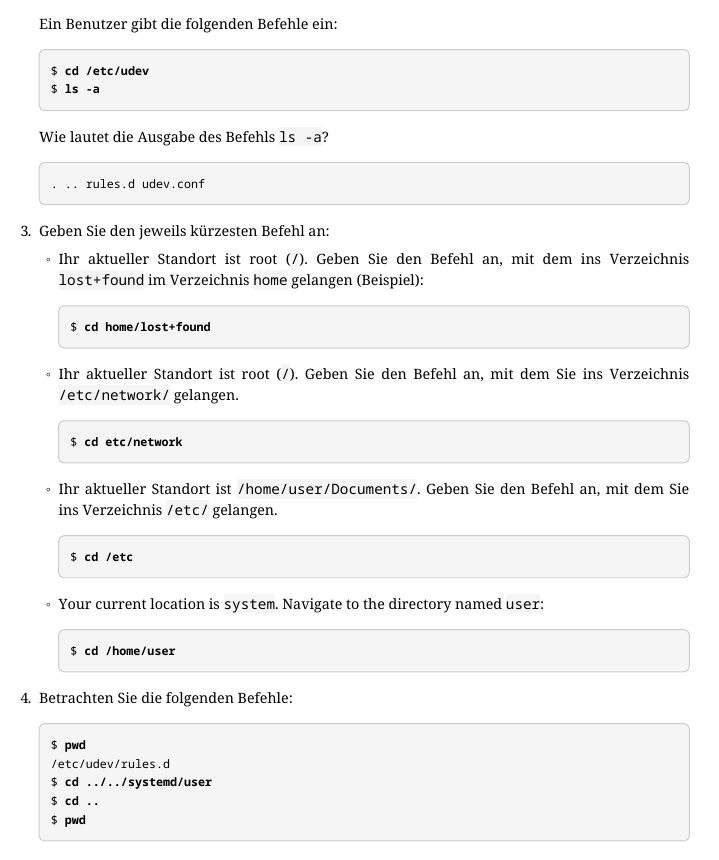 Ein Benutzer gibt die folgenden Befehle ein:
$ cd /etc/udev
$ ls -a
Wie lautet die Ausgabe des Befehls ls -a?
. .. rules.d udev.conf
3. Geben Sie den jeweils kürzesten Befehl an:
◦ Ihr aktueller Standort ist root (/). Geben Sie den Befehl an, mit dem ins Verzeichnis
lost+found im Verzeichnis home gelangen (Beispiel):
$ cd home/lost+found
◦ Ihr aktueller Standort ist root (/). Geben Sie den Befehl an, mit dem Sie ins Verzeichnis
/etc/network/ gelangen.
$ cd etc/network
◦ Ihr aktueller Standort ist /home/user/Documents/. Geben Sie den Befehl an, mit dem Sie
ins Verzeichnis /etc/ gelangen.
$ cd /etc
◦ Your current location is system. Navigate to the directory named user:
$ cd /home/user
4. Betrachten Sie die folgenden Befehle:
$ pwd
/etc/udev/rules.d
$ cd ../../systemd/user
$ cd ..
$ pwd